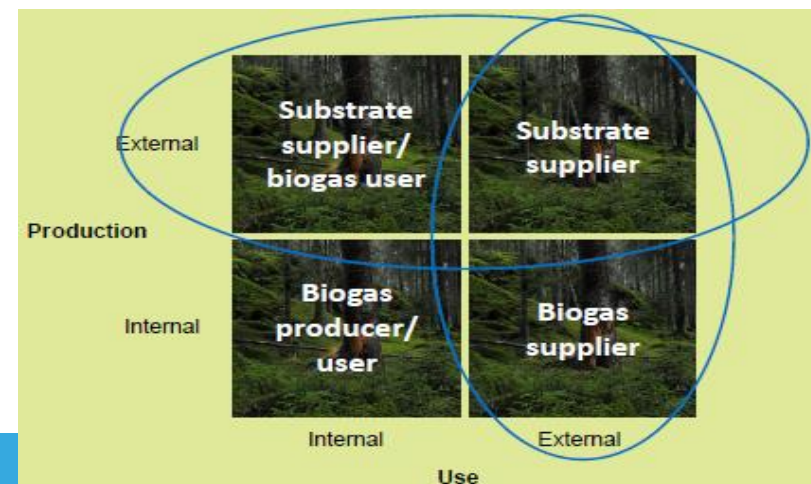 External
Substrate
supplier/
biogas user
Substrate
supplier
Production
Internal
Biogas
producer/
user
Biogas
supplier
Internal
External
Use